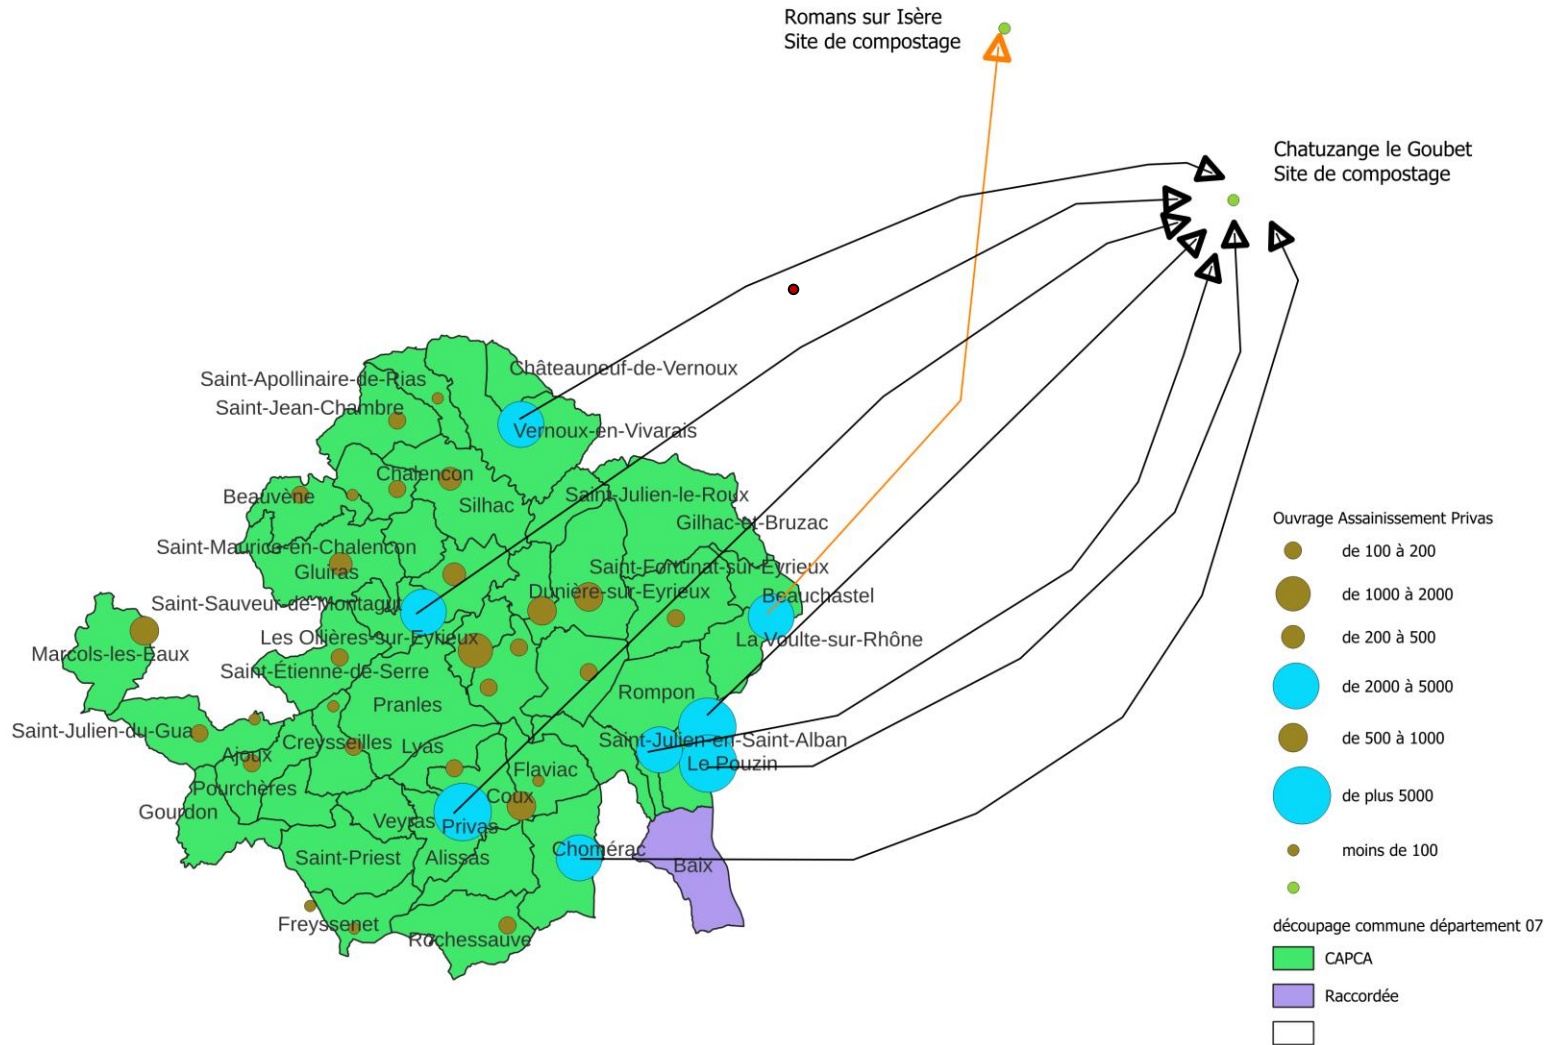 Romans sur Isère
Site de compostage
Chatuzange le Goubet
Site de compostage
Châteauneuf-de-Vernoux
Saint-Apollinaire-de-Rias
Saint-Jean-Chambre
Vernoux-en-Vivarais
Chalencon
Beauvène
Silhac
Saint-Julien-le-Roux
Gilhac-et-Bruzac
Saint-Maurice-en-Chalencon
Gluiras
Saint-Fortunat-sur-Eyrieux
Dunière-sur-Eyrieux
Beauchastel
Saint-Sauveur-de-Montagut
Les Ollières-sur-Eyrieux
La Voulte-sur-Rhône
Marcols-les-Eaux
Saint-Étienne-de-Serre
Rompon
Pranles
Saint-Julien-du-Gua
Creysseilles
Lyas
Saint-Julien-en-Saint-Alban
Ajoux
Flaviac
Le Pouzin
Pourchères
Coux
Gourdon
Veyras
Privas
Saint-Priest
Alissas
Chomérac
Baix
Freyssenet
Rochessauve
Ouvrage Assainissement Privas
de 100 à 200
de 1000 à 2000
de 200 à 500
de 2000 à 5000
de 500 à 1000
de plus 5000
moins de 100
découpage commune département 07
CAPCA
Raccordée